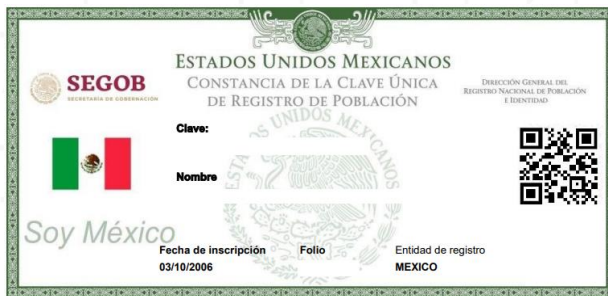 ESTADOS UNIDOS MEXICANOS
CONSTANCIA DE LA CLAVE ÚNICA
DE REGISTRO DE POBLACIÓN
SEGOB
SECRETARÍA DE GOBERNACIÓN
DIRECCIÓN GENERAL DEL
REGISTRO NACIONAL DE POBLACIÓN
E IDENTIDAD
Clave:
ESTADOS UNIDOS MEXICANOS
Nombre
Soy México
Fecha de inscripción Folio Entidad de registro
03/10/2006 MEXICO